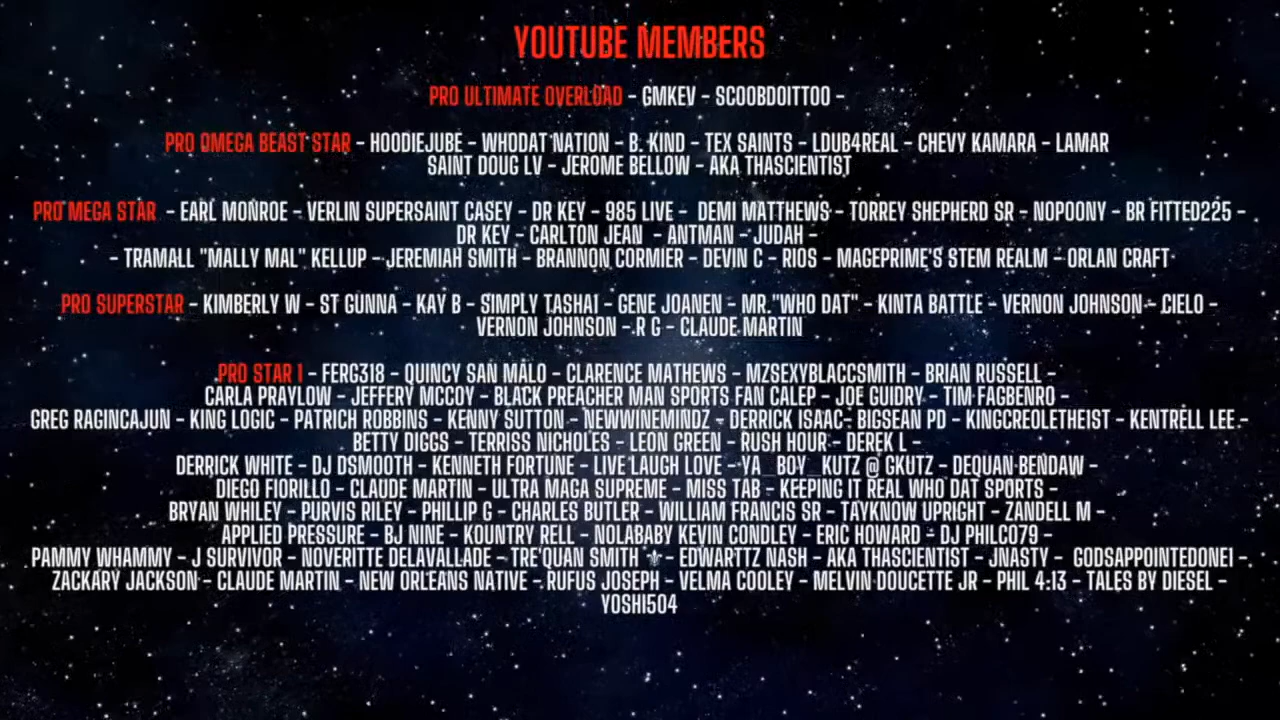 YOUTUBE MEMBERS
PRO ULTIMATE OVERLOAD - GMKEV - SCOOBDOITTOO -
PRO OMEGA BEAST STAR - HOODIEJUBE - WHODAT NATION - B. KIND - TEX SAINTS - LDUB4REAL - CHEVY KAMARA - LAMAR
SAINT DOUG LV - JEROME BELLOW - AKA THASCIENTIST
PRO MEGA STAR - EARL MONROE - VERLIN SUPERSAINT CASEY - DR KEY - 985 LIVE - DEMI MATTHEWS - TORREY SHEPHERD SR - NOPOONY - BR FITTED225 -
DR KEY - CARLTON JEAN - ANTMAN - JUDAH -
- TRAMALL "MALLY MAL" KELLUP - JEREMIAH SMITH - BRANNON CORMIER - DEVIN C - RIOS - MAGEPRIME'S STEM REALM - ORLAN CRAFT
PRO SUPERSTAR - KIMBERLY W - ST GUNNA - KAY B - SIMPLY TASHAI - GENE JOANEN - MR."WHO DAT" - KINTA BATTLE - VERNON JOHNSON - CIELO -
VERNON JOHNSON - R G - CLAUDE MARTIN
PRO STAR 1 - FERG318 - QUINCY SAN MALO - CLARENCE MATHEWS - MZSEXYBLACCSMITH - BRIAN RUSSELL -
CARLA PRAYLOW - JEFFERY MCCOY - BLACK PREACHER MAN SPORTS FAN CALEP - JOE GUIDRY - TIM FAGBENRO -
GREG RAGINCAJUN - KING LOGIC - PATRICK ROBBINS - KENNY SUTTON - NEWWINEMINDZ - DERRICK ISAAC- BIGSEAN PD - KINGCREOLETHEIST - KENTRELL LEE -
BETTY DIGGS - TERRISS NICHOLES - LEON GREEN - RUSH HOUR - DEREK L -
DERRICK WHITE - DJ DSMOOTH - KENNETH FORTUNE - LIVE LAUGH LOVE - YA_BOY_KUTZ @ GKUTZ - DEQUAN BENDAW -
DIEGO FIORILLO - CLAUDE MARTIN - ULTRA MAGA SUPREME - MISS TAB - KEEPING IT REAL WHO DAT SPORTS -
BRYAN WHILEY - PURVIS RILEY - PHILLIP G - CHARLES BUTLER - WILLIAM FRANCIS SR - TAYKNOW UPRIGHT - ZANDELL M -
APPLIED PRESSURE - BJ NINE - KOUNTRY RELL - NOLABABY KEVIN CONDLEY - ERIC HOWARD - DJ PHILCO79 -
PAMMY WHAMMY - J SURVIVOR - NOVERITTE DELAVALLADE - TRE'QUAN SMITH ⚜ - EDWARTTZ NASH - AKA THASCIENTIST - JNASTY - GODSAPPOINTEDONE1 -
ZACKARY JACKSON - CLAUDE MARTIN - NEW ORLEANS NATIVE - RUFUS JOSEPH - VELMA COOLEY - MELVIN DOUCETTE JR - PHIL 4:13 - TALES BY DIESEL -
YOSHI504